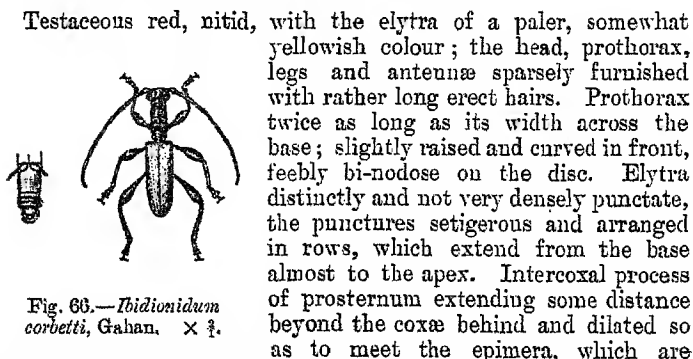 Testaceous red, nitid, with the elytra of a paler, somewhat
yellowish colour; the head, prothorax,
legs and antennæ sparsely furnished
with rather long erect hairs. Prothorax
twice as long as its width across the
base; slightly raised and curved in front,
feebly bi-nodose on the disc. Elytra
distinctly and not very densely punctate,
the punctures setigerous and arranged
in rows, which extend from the base
almost to the apex. Intercoxal process
of prosternum extending some distance
beyond the coxæ behind and dilated so
as to meet the epimera, which are
Fig. 66.—Ibidionidum
corbetti, Gahan. ×